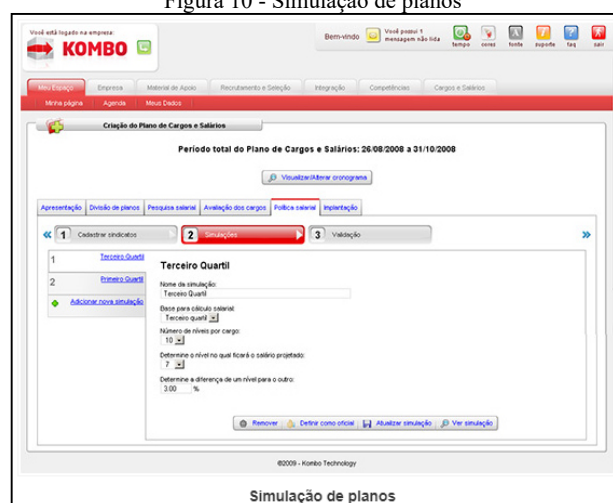 Figura 10 - Simulação de planos
Você está logado na empresa:
KOMBO
Bem-vindo
Você possui 1
mensagem não lida
tempo cores fonte suporte faq sair
Meu Espaço Empresa Material de Apoio Recrutamento e Seleção Integração Competências Cargos e Salários
Minha página Agenda Meus Dados
Criação do Plano de Cargos e Salários
Período total do Plano de Cargos e Salários: 26/08/2008 a 31/10/2008
Visualizar/Alterar cronograma
Apresentação Divisão de planos Pesquisa salarial Avaliação dos cargos Política salarial Implantação
1 Cadastrar sindicatos 2 Simulações 3 Validação
1 Terceiro Quartil
2 Primeiro Quartil
Adicionar nova simulação
Terceiro Quartil
Nome da simulação:
Terceiro Quartil
Base para cálculo salarial:
Terceiro quartil
Número de níveis por cargo:
10
Determine o nível no qual ficará o salário projetado:
7
Determine a diferença de um nível para o outro:
3.00 %
Remover Definir como oficial Atualizar simulação Ver simulação
©2009 - Kombo Technology
Simulação de planos